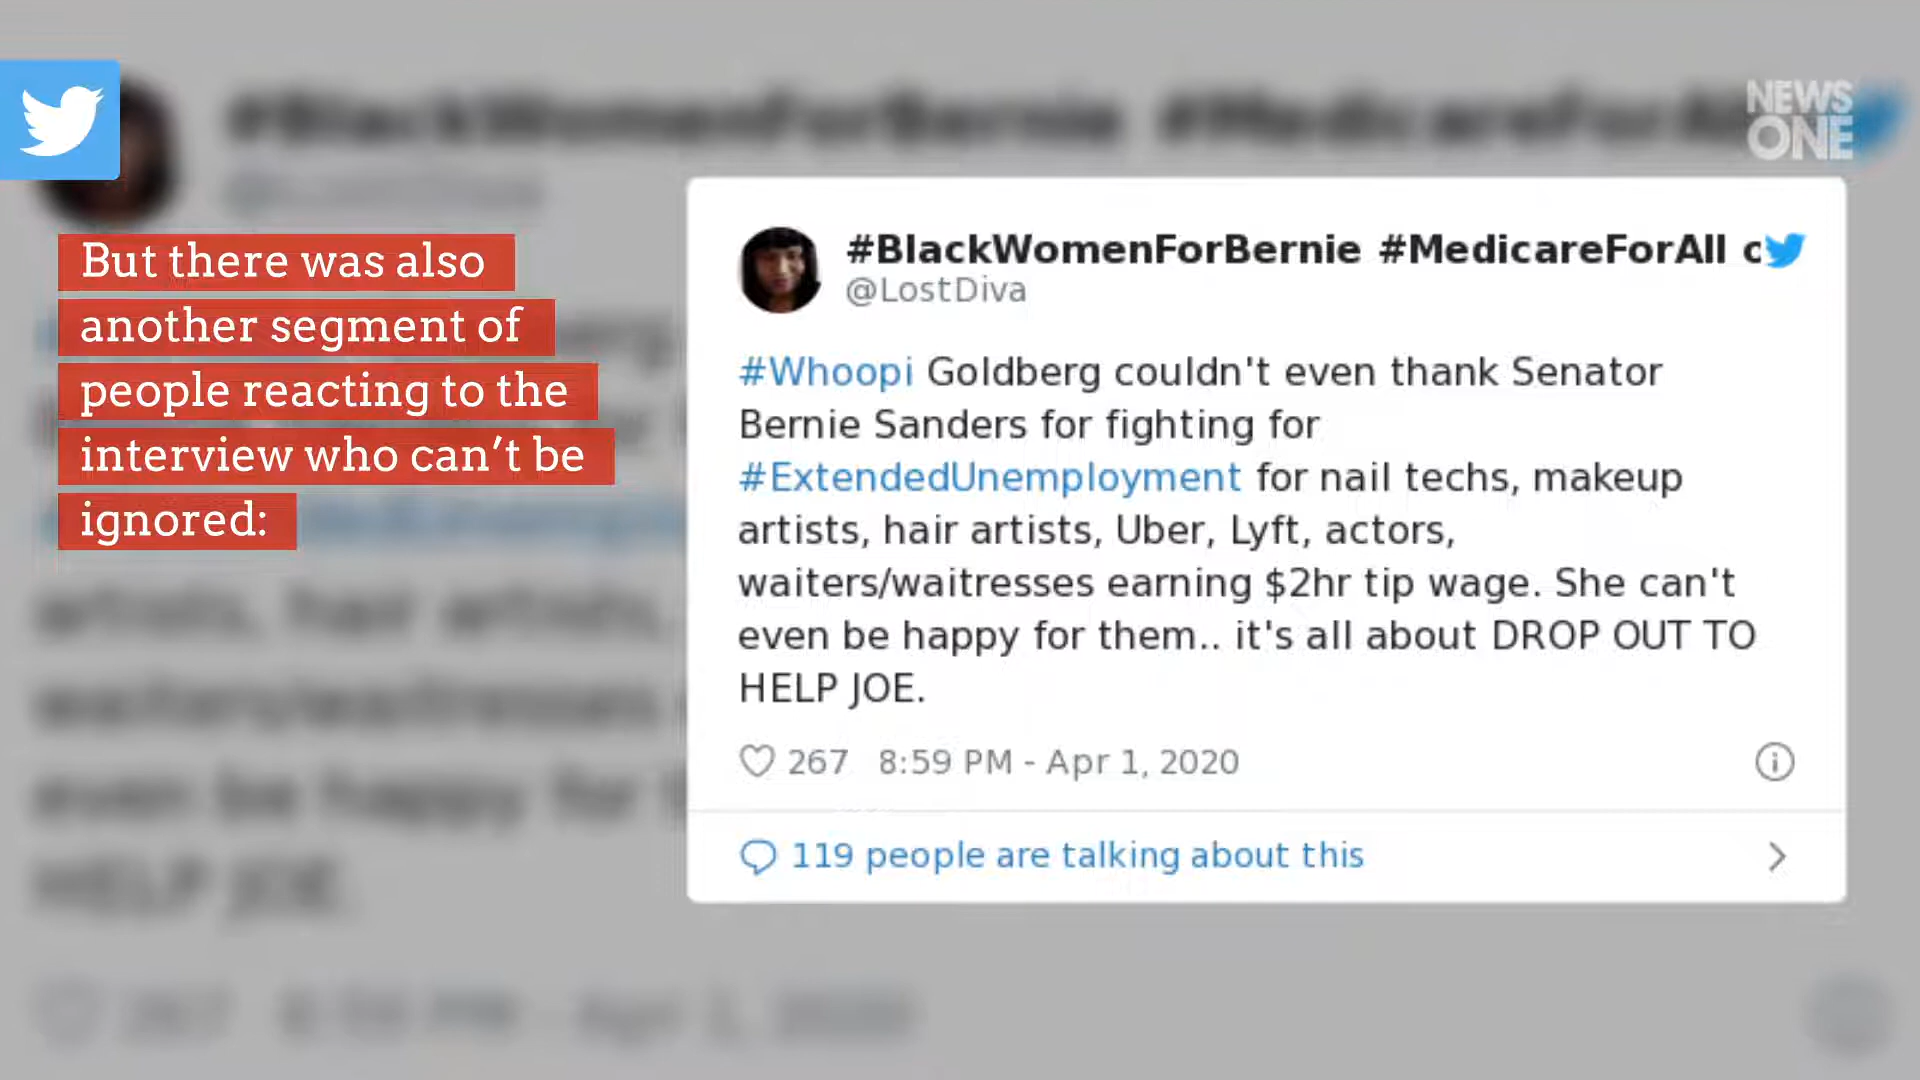 NEWS
ONE
But there was also
another segment of
people reacting to the
interview who can’t be
ignored:
#BlackWomenForBernie #MedicareForAll c
@LostDiva
#Whoopi Goldberg couldn't even thank Senator
Bernie Sanders for fighting for
#ExtendedUnemployment for nail techs, makeup
artists, hair artists, Uber, Lyft, actors,
waiters/waitresses earning $2hr tip wage. She can't
even be happy for them.. it's all about DROP OUT TO
HELP JOE.
267 8:59 PM - Apr 1, 2020
119 people are talking about this